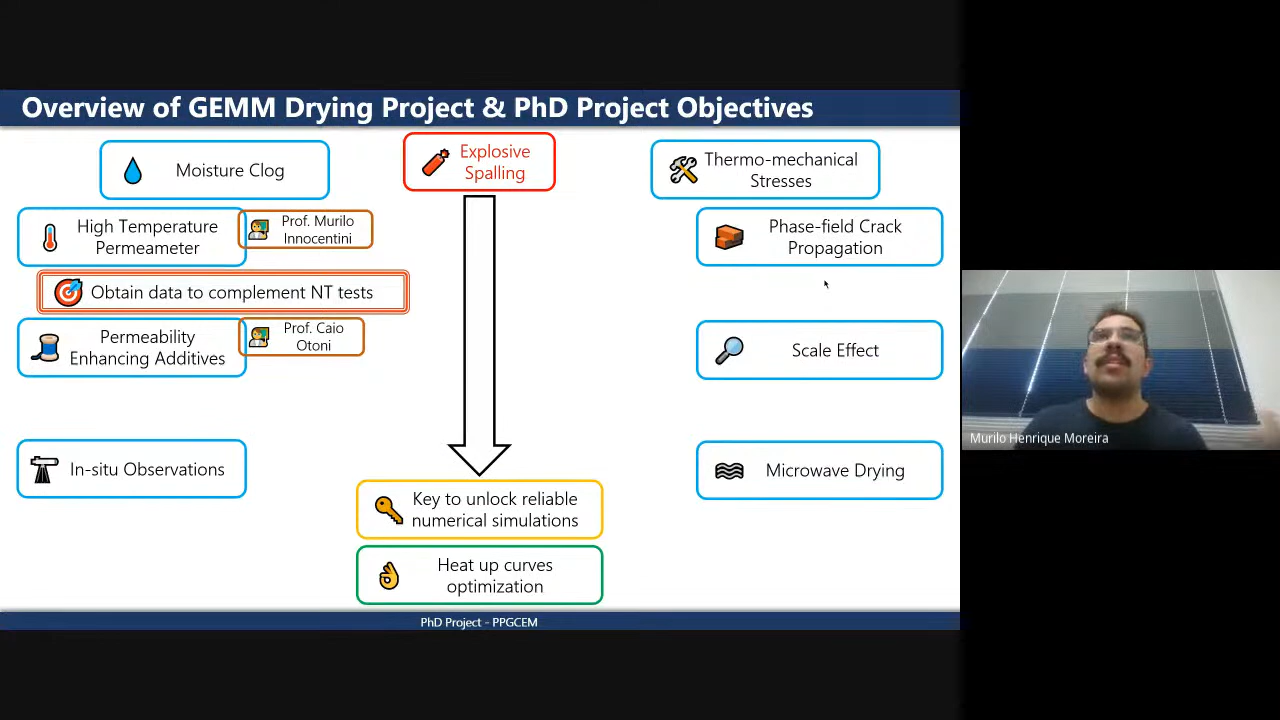 Overview of GEMM Drying Project & PhD Project Objectives
Moisture Clog
Explosive
Spalling
Thermo-mechanical
Stresses
High Temperature
Permeameter
Prof. Murilo
Innocentini
Phase-field Crack
Propagation
Obtain data to complement NT tests
Permeability
Enhancing Additives
Prof. Caio
Otoni
Scale Effect
In-situ Observations
Microwave Drying
Key to unlock reliable
numerical simulations
Heat up curves
optimization
PhD Project - PPGCEM
Murilo Henrique Moreira